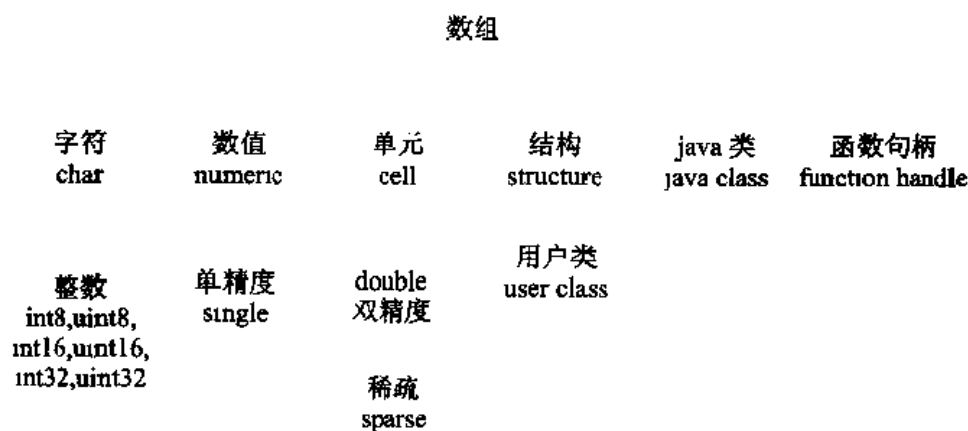 数组
字符 数值 单元 结构 java 类 函数句柄
char numeric cell structure java class function handle
用户类
整数 单精度 double user class
int8,uint8, single 双精度
int16,uint16,
int32,uint32
稀疏
sparse